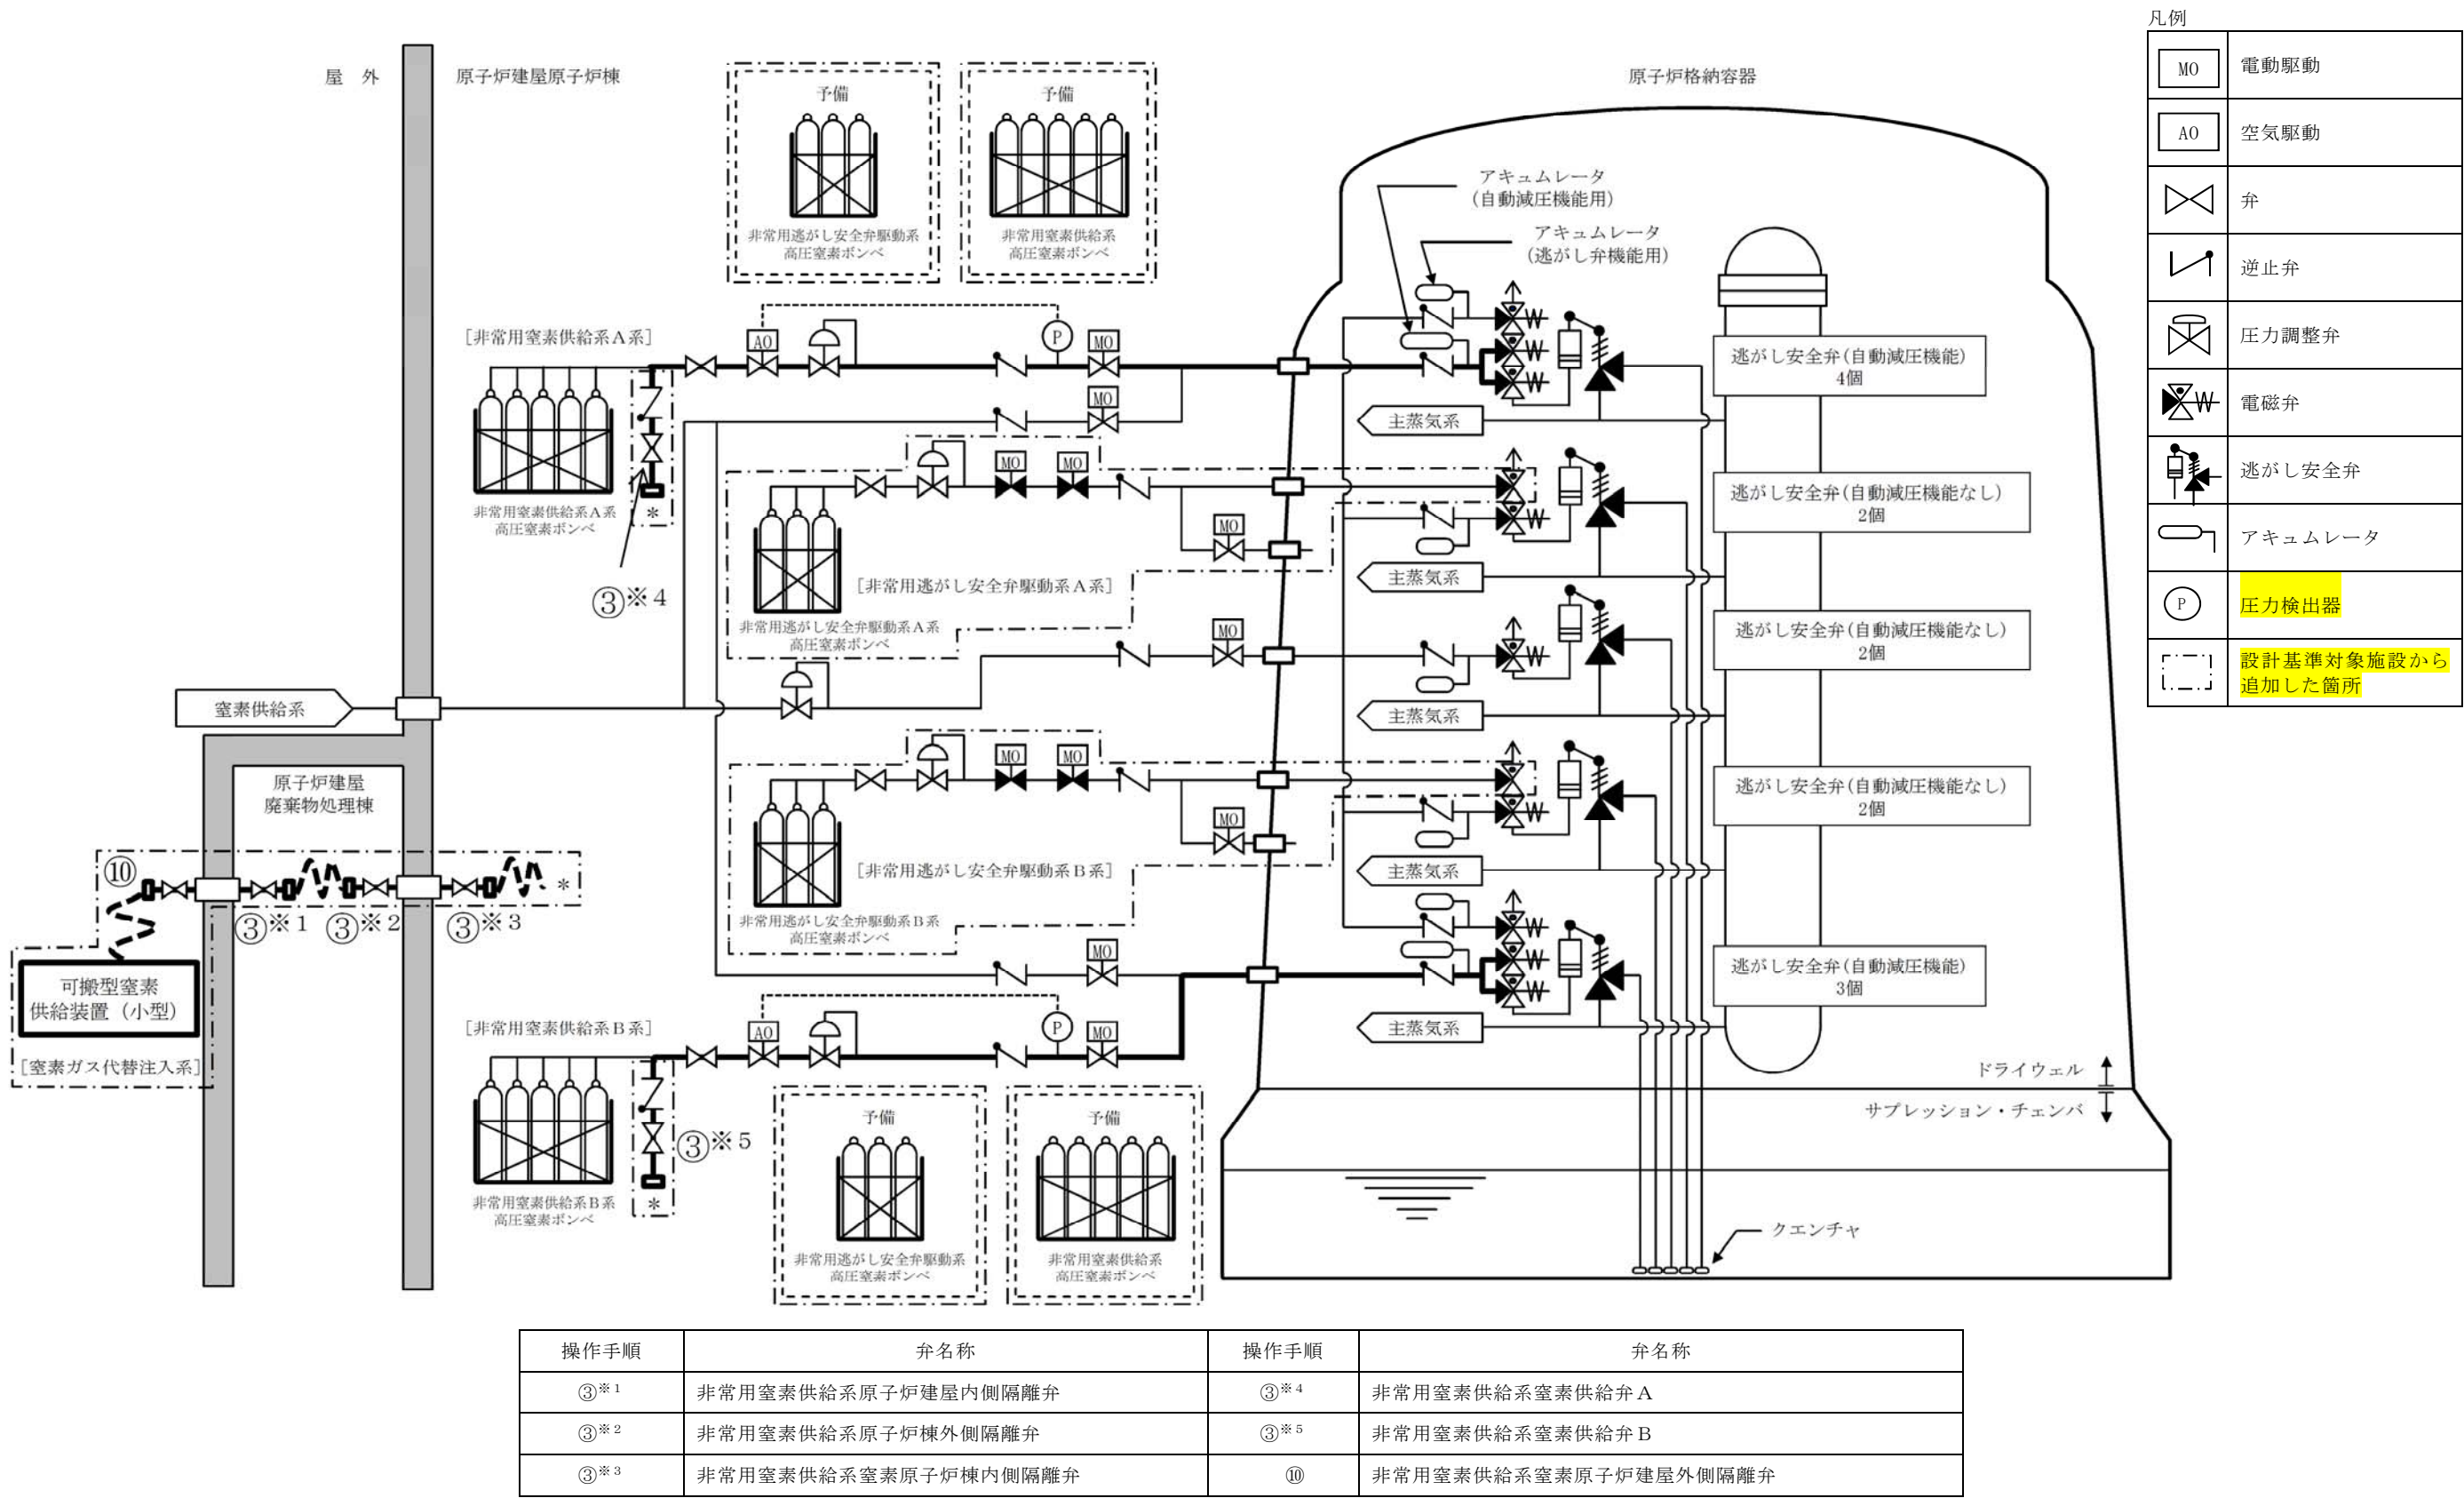 屋　外
原子炉建屋原子炉棟
予備
非常用逃がし安全弁駆動系
高圧窒素ボンベ
予備
非常用窒素供給系
高圧窒素ボンベ
原子炉格納容器
アキュムレータ
(自動減圧機能用)
アキュムレータ
(逃がし弁機能用)
[非常用窒素供給系A系]
AO
P
MO
MO
非常用窒素供給系A系
高圧窒素ボンベ
*
③※4
逃がし安全弁(自動減圧機能)
4個
主蒸気系
MO
MO
MO
[非常用逃がし安全弁駆動系A系]
非常用逃がし安全弁駆動系A系
高圧窒素ボンベ
逃がし安全弁(自動減圧機能なし)
2個
主蒸気系
MO
逃がし安全弁(自動減圧機能なし)
2個
主蒸気系
窒素供給系
原子炉建屋
廃棄物処理棟
MO
MO
MO
[非常用逃がし安全弁駆動系B系]
非常用逃がし安全弁駆動系B系
高圧窒素ボンベ
逃がし安全弁(自動減圧機能なし)
2個
主蒸気系
⑩
*
③※1
③※2
③※3
可搬型窒素
供給装置（小型）
[窒素ガス代替注入系]
MO
逃がし安全弁(自動減圧機能)
3個
主蒸気系
[非常用窒素供給系B系]
AO
P
MO
非常用窒素供給系B系
高圧窒素ボンベ
*
③※5
予備
非常用逃がし安全弁駆動系
高圧窒素ボンベ
予備
非常用窒素供給系
高圧窒素ボンベ
ドライウェル
サプレッション・チェンバ
クエンチャ
凡例
MO 電動駆動
AO 空気駆動
弁
逆止弁
圧力調整弁
電磁弁
逃がし安全弁
アキュムレータ
P 圧力検出器
設計基準対象施設から
追加した箇所
操作手順 弁名称 操作手順 弁名称
③※1 非常用窒素供給系原子炉建屋内側隔離弁 ③※4 非常用窒素供給系窒素供給弁A
③※2 非常用窒素供給系原子炉棟外側隔離弁 ③※5 非常用窒素供給系窒素供給弁B
③※3 非常用窒素供給系窒素原子炉棟内側隔離弁 ⑩ 非常用窒素供給系窒素原子炉建屋外側隔離弁